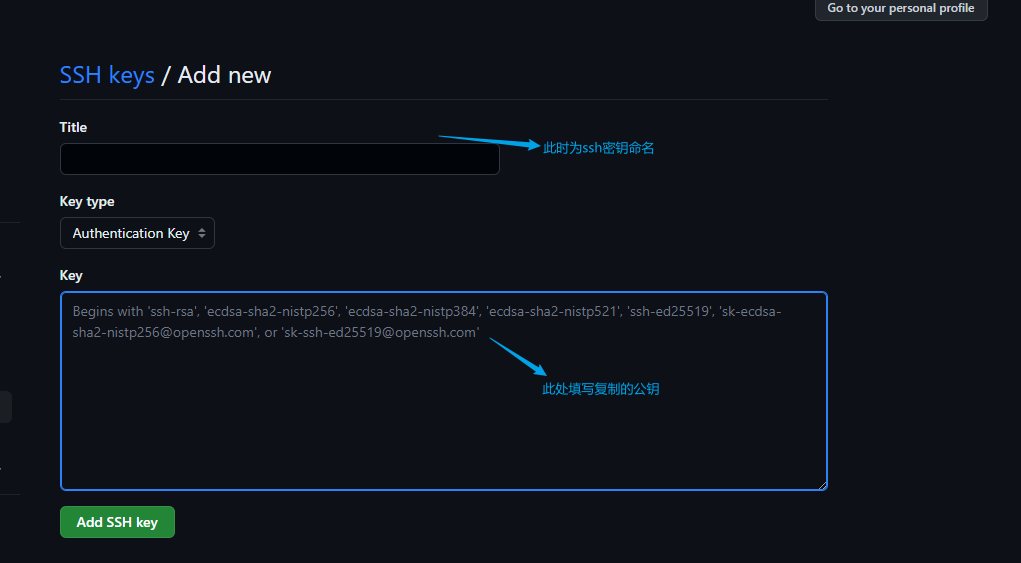 Go to your personal profile
SSH keys / Add new
Title
此时为ssh密钥命名
Key type
Authentication Key
Key
Begins with 'ssh-rsa', 'ecdsa-sha2-nistp256', 'ecdsa-sha2-nistp384', 'ecdsa-sha2-nistp521', 'ssh-ed25519', 'sk-ecdsa-
sha2-nistp256@openssh.com', or 'sk-ssh-ed25519@openssh.com'
此处填写复制的公钥
Add SSH key